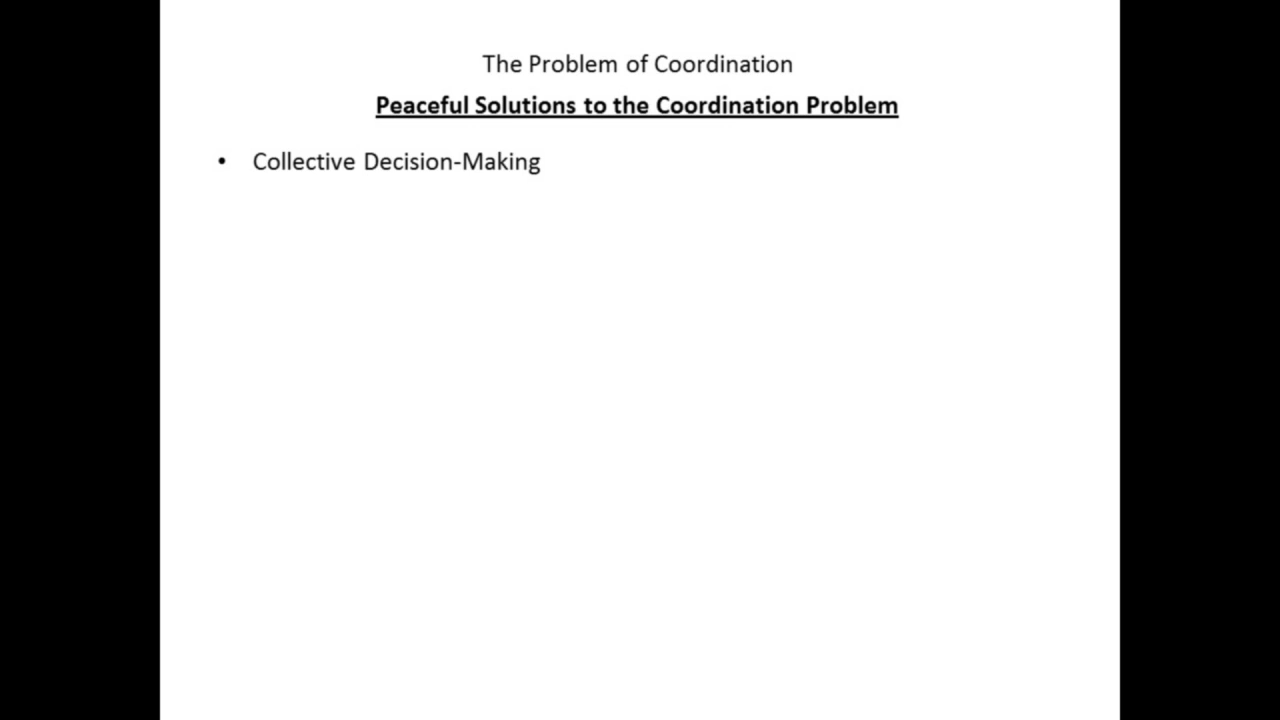 The Problem of Coordination
Peaceful Solutions to the Coordination Problem
• Collective Decision-Making